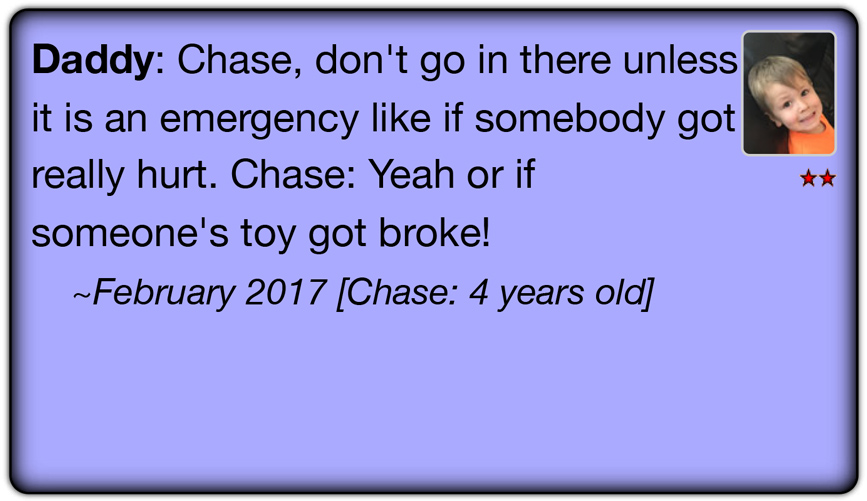 Daddy: Chase, don't go in there unless
it is an emergency like if somebody got
really hurt. Chase: Yeah or if
someone's toy got broke!
~February 2017 [Chase: 4 years old]